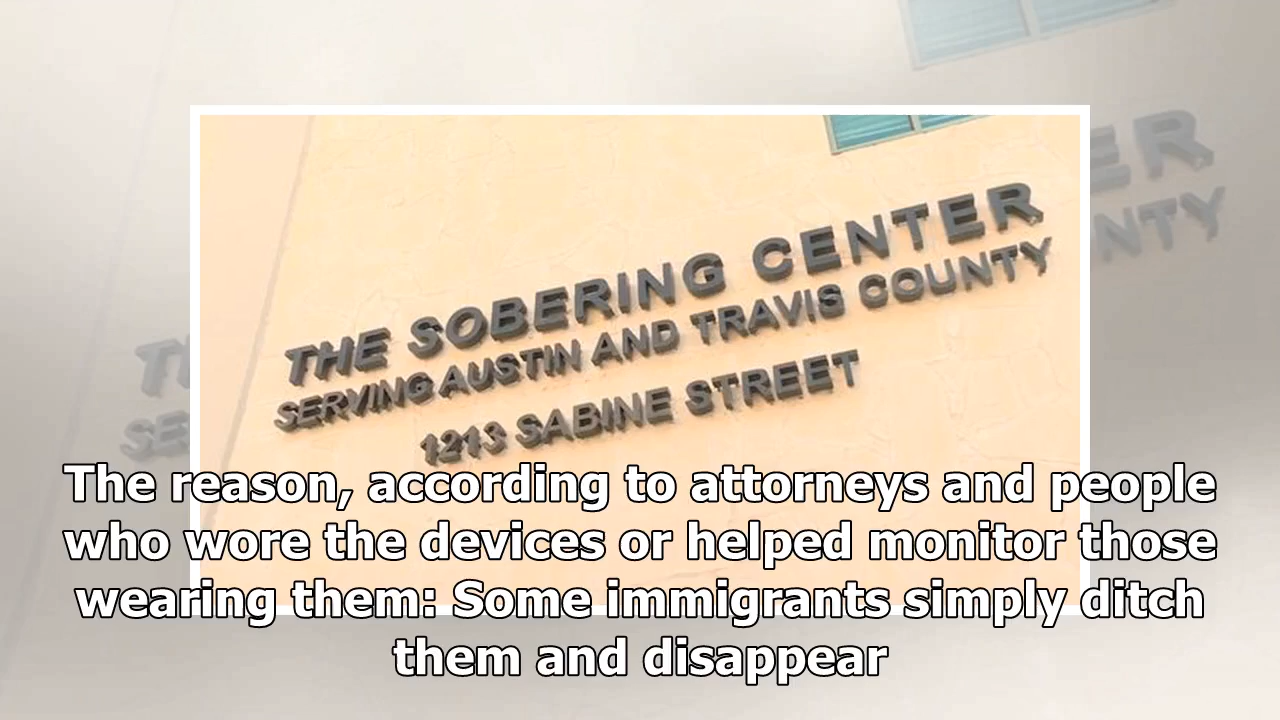 THE SOBERING CENTER
SERVING AUSTIN AND TRAVIS COUNTY
1213 SABINE STREET
The reason, according to attorneys and people
who wore the devices or helped monitor those
wearing them: Some immigrants simply ditch
them and disappear